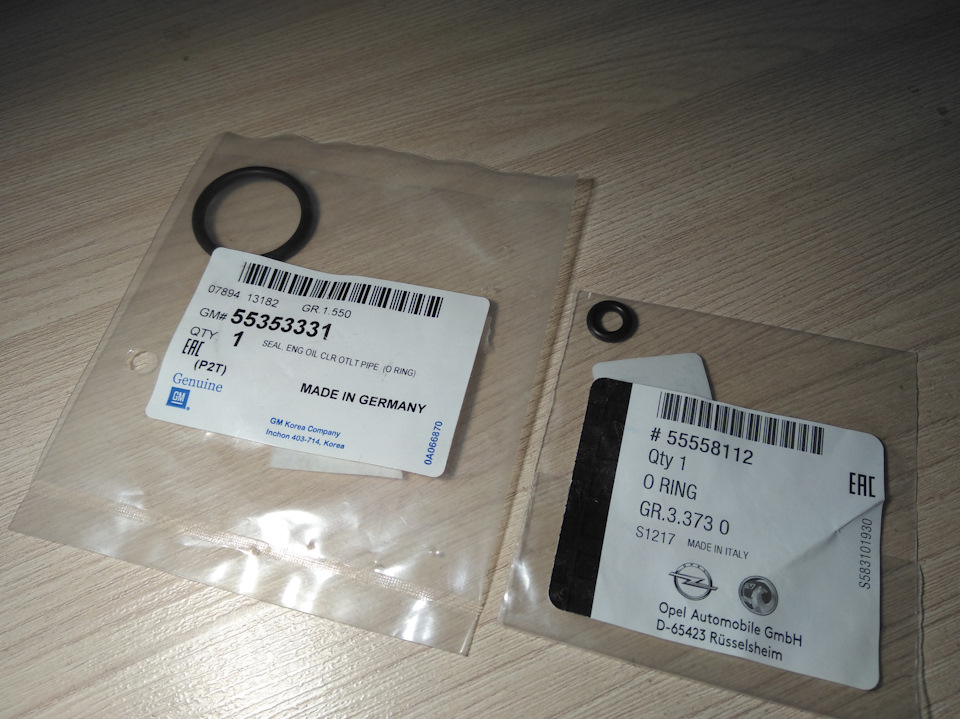 07894 13182 GR.1.550
GM# 55353331
QTY 1 SEAL, ENG OIL CLR OTLT PIPE (O RING)
EAC
(P2T)
Genuine
GM
MADE IN GERMANY
GM Korea Company
Inchon 403-714, Korea
0A066870
# 55558112
Qty 1
O RING
GR.3.373 0
S1217 MADE IN ITALY
EAC
S583101930
Opel Automobile GmbH
D-65423 Rüsselsheim